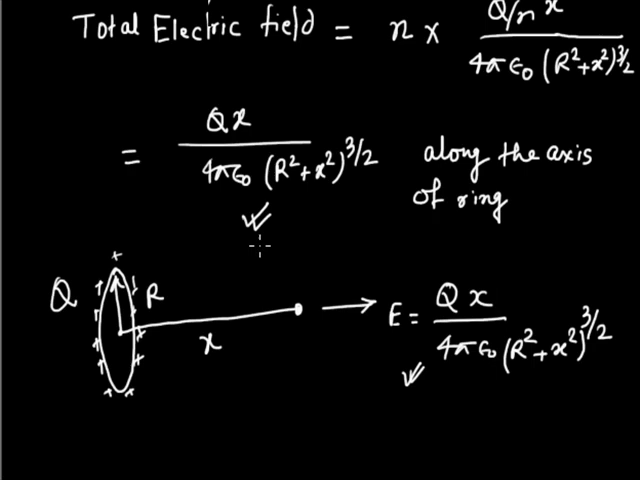 Total Electric field = n × Q/n x / 4πε₀ (R²+x²)^3/2
= Qx / 4πε₀ (R²+x²)^3/2 along the axis
of ring
+
Q + + + + R + + + + + +
x
E = Qx / 4πε₀ (R²+x²)^3/2